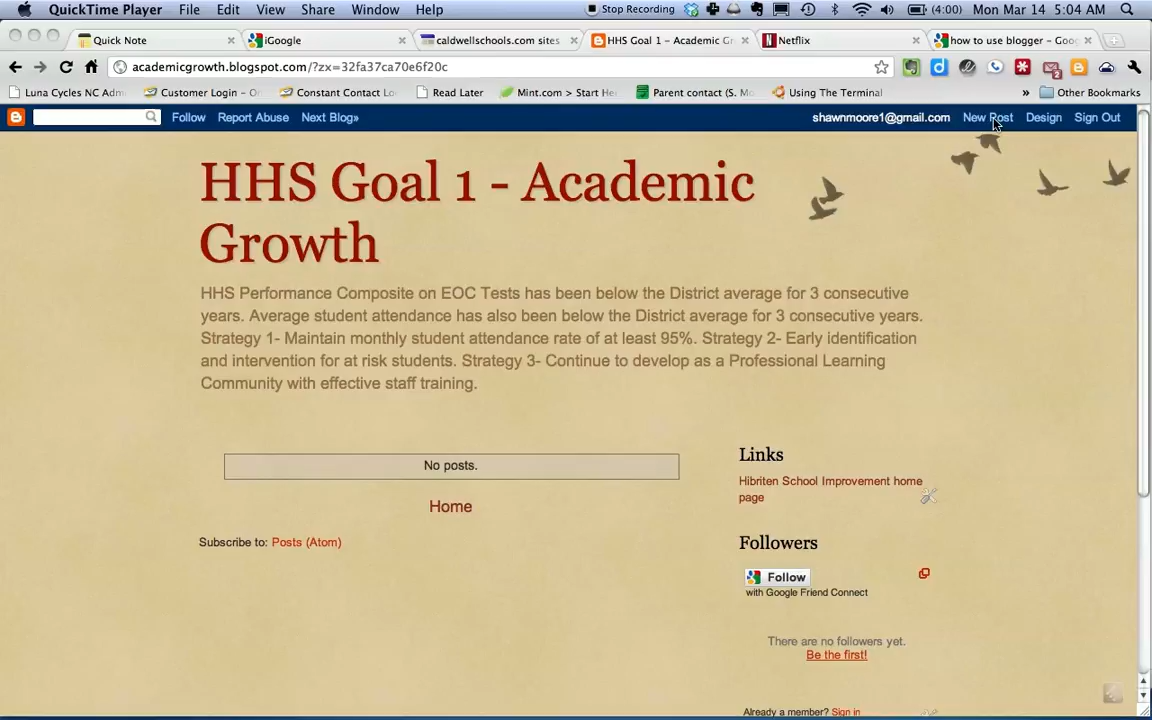 QuickTime Player File Edit View Share Window Help Stop Recording (4:00) Mon Mar 14 5:04 AM
Quick Note iGoogle caldwellschools.com sites HHS Goal 1 - Academic Gr Netflix how to use blogger - Goo
academicgrowth.blogspot.com/?zx=32fa37ca70e6f20c
Luna Cycles NC Adm Customer Login - O Constant Contact Lo Read Later Mint.com > Start He Parent contact (S. Mo Using The Terminal » Other Bookmarks
Follow Report Abuse Next Blog» shawnmoore1@gmail.com New Post Design Sign Out
HHS Goal 1 - Academic
Growth
HHS Performance Composite on EOC Tests has been below the District average for 3 consecutive
years. Average student attendance has also been below the District average for 3 consecutive years.
Strategy 1- Maintain monthly student attendance rate of at least 95%. Strategy 2- Early identification
and intervention for at risk students. Strategy 3- Continue to develop as a Professional Learning
Community with effective staff training.
No posts.
Home
Subscribe to: Posts (Atom)
Links
Hibriten School Improvement home
page
Followers
Follow
with Google Friend Connect
There are no followers yet.
Be the first!
Already a member? Sign in